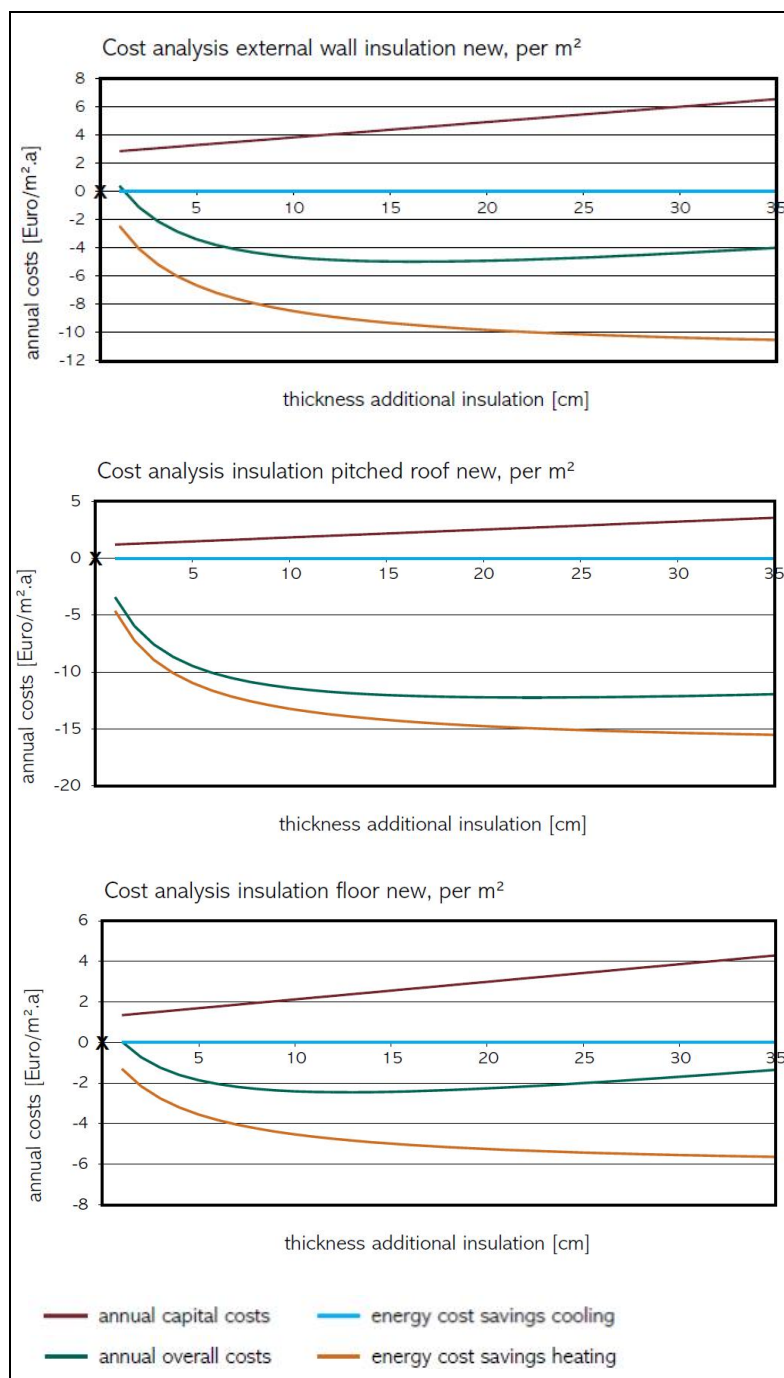 Cost analysis external wall insulation new, per m²
8
6
4
2
0
-2
-4
-6
-8
-10
-12
X
5 10 15 20 25 30 35
annual costs [Euro/m².a]
thickness additional insulation [cm]
Cost analysis insulation pitched roof new, per m²
5
0
-5
-10
-15
-20
X
5 10 15 20 25 30 35
annual costs [Euro/m².a]
thickness additional insulation [cm]
Cost analysis insulation floor new, per m²
6
4
2
0
-2
-4
-6
-8
X
5 10 15 20 25 30 35
annual costs [Euro/m².a]
thickness additional insulation [cm]
annual capital costs energy cost savings cooling
annual overall costs energy cost savings heating